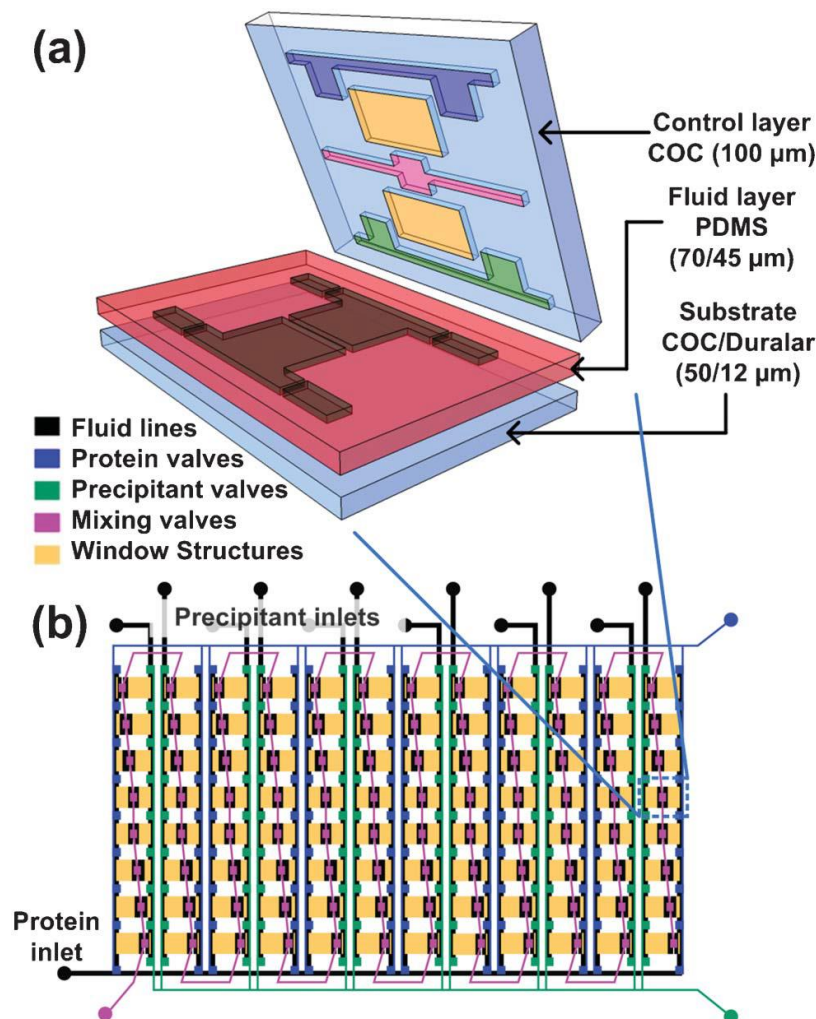 (a)
Control layer
COC (100 µm)
Fluid layer
PDMS
(70/45 µm)
Substrate
COC/Duralar
(50/12 µm)
Fluid lines
Protein valves
Precipitant valves
Mixing valves
Window Structures
(b)
Precipitant inlets
Protein
inlet